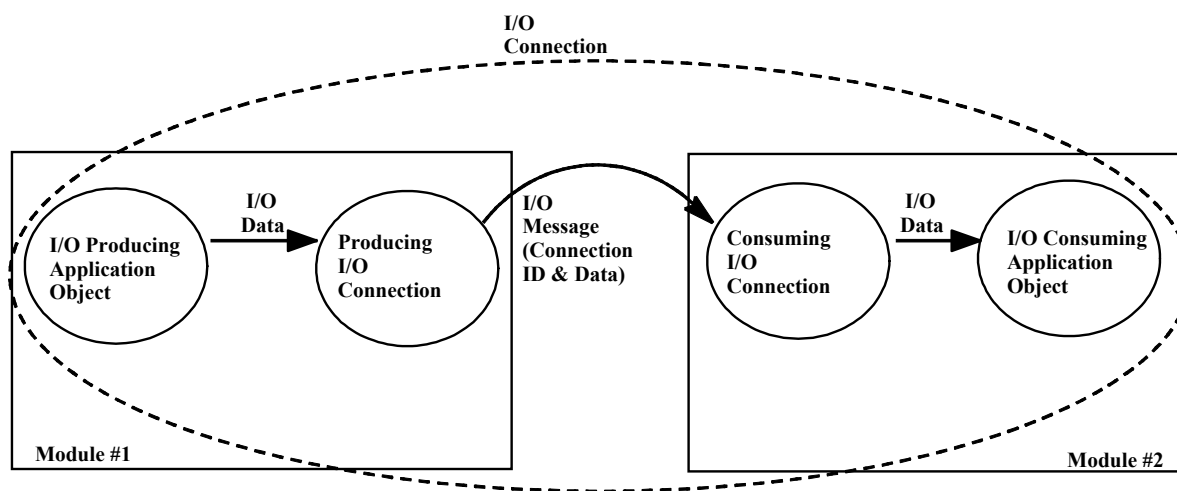 I/O
Connection
I/O Producing
Application
Object
I/O
Data
Producing
I/O
Connection
I/O
Message
(Connection
ID & Data)
Consuming
I/O
Connection
I/O
Data
I/O Consuming
Application
Object
Module #1
Module #2